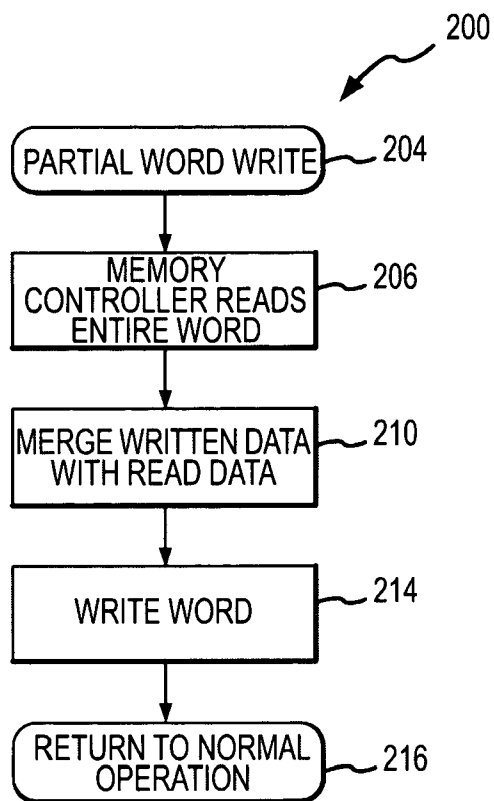 200
PARTIAL WORD WRITE
204
MEMORY
CONTROLLER READS
ENTIRE WORD
206
MERGE WRITTEN DATA
WITH READ DATA
210
WRITE WORD
214
RETURN TO NORMAL
OPERATION
216